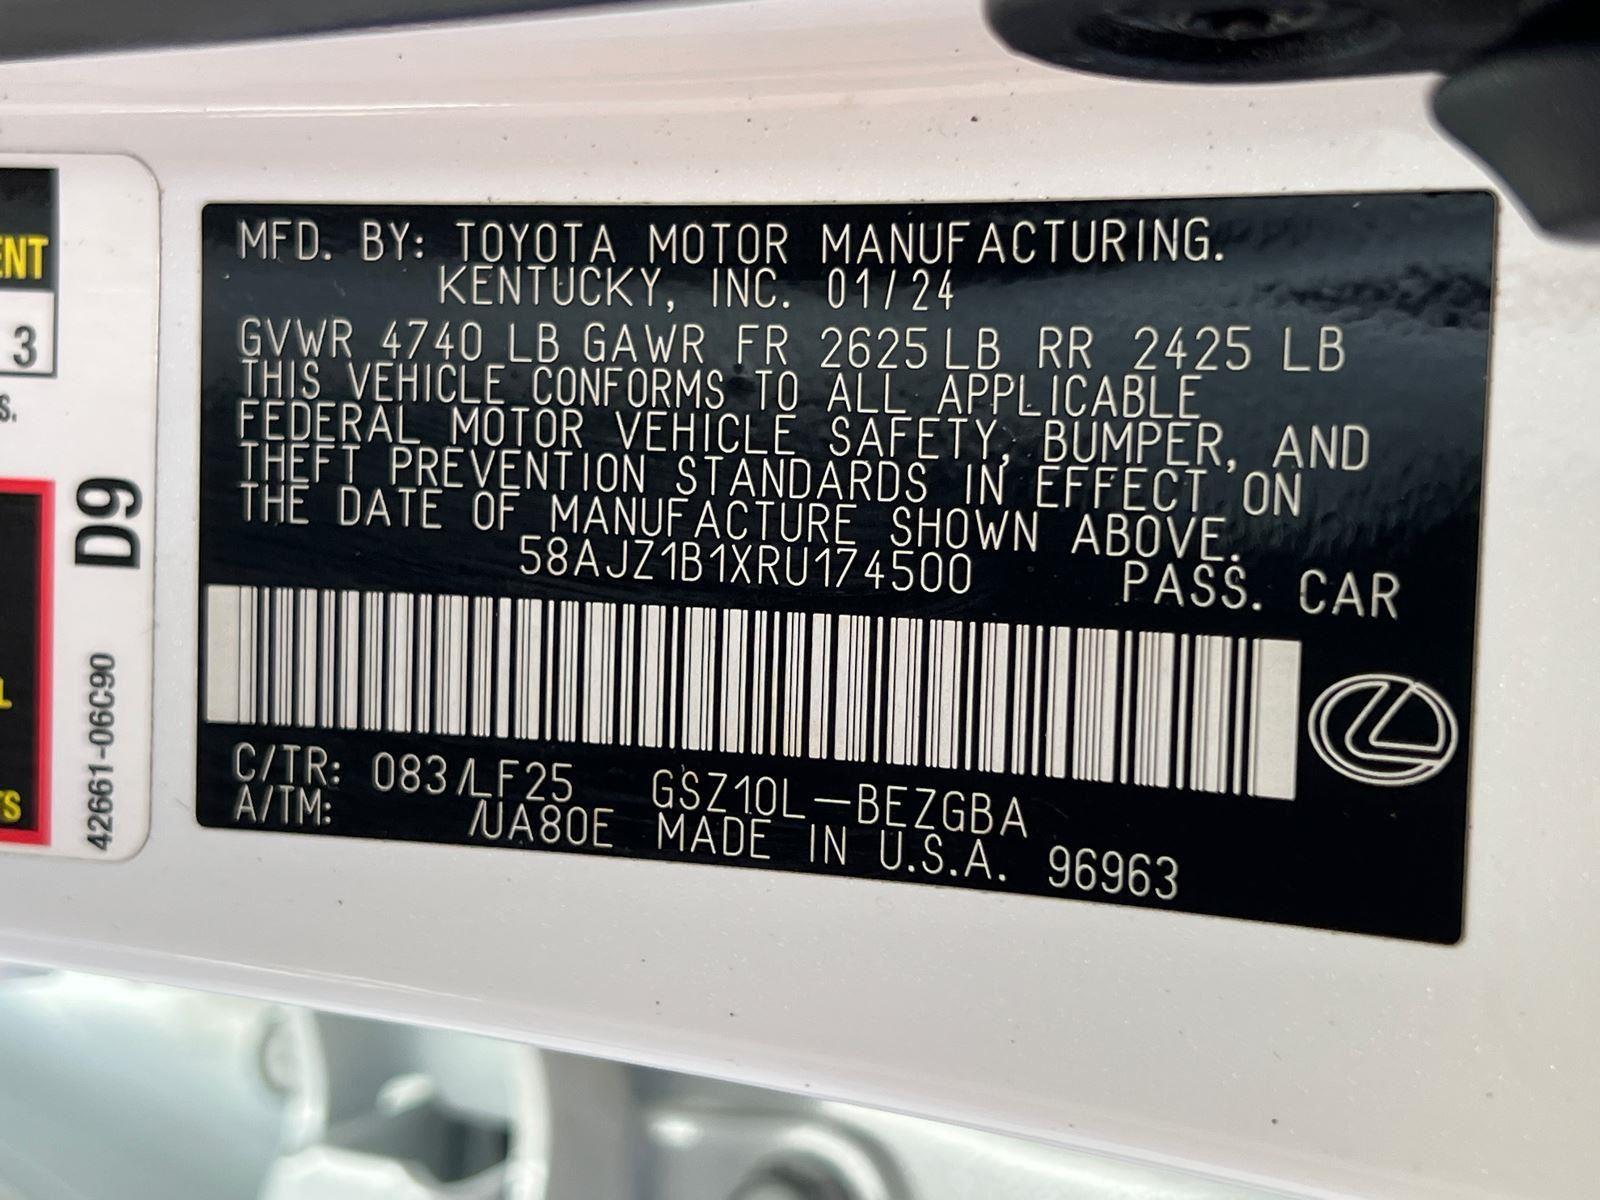 ENT
3
S.
L
TS
D9
42661-06C90
MFD. BY: TOYOTA MOTOR MANUFACTURING.
KENTUCKY, INC. 01/24
GVWR 4740 LB GAWR FR 2625 LB RR 2425 LB
THIS VEHICLE CONFORMS TO ALL APPLICABLE
FEDERAL MOTOR VEHICLE SAFETY, BUMPER, AND
THEFT PREVENTION STANDARDS IN EFFECT ON
THE DATE OF MANUFACTURE SHOWN ABOVE.
58AJZ1B1XRU174500 PASS. CAR
C/TR: 083/LF25 GSZ10L-BEZGBA
A/TM: /UA80E MADE IN U.S.A. 96963